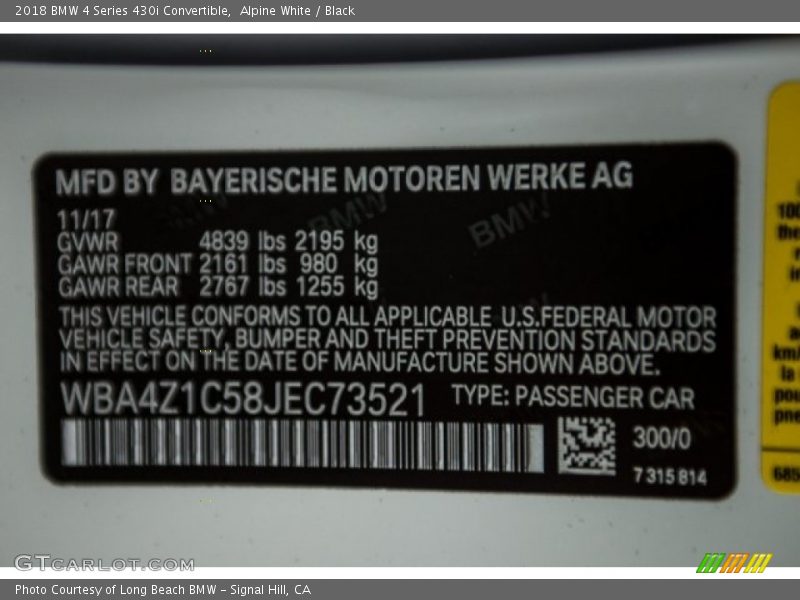 2018 BMW 4 Series 430i Convertible, Alpine White / Black
MFD BY BAYERISCHE MOTOREN WERKE AG
11/17
GVWR 4839 lbs 2195 kg
GAWR FRONT 2161 lbs 980 kg
GAWR REAR 2767 lbs 1255 kg
THIS VEHICLE CONFORMS TO ALL APPLICABLE U.S.FEDERAL MOTOR
VEHICLE SAFETY, BUMPER AND THEFT PREVENTION STANDARDS
IN EFFECT ON THE DATE OF MANUFACTURE SHOWN ABOVE.
WBA4Z1C58JEC73521 TYPE: PASSENGER CAR
300/0
7 315 814
BMW
BMW
GTCARLOT.COM
Photo Courtesy of Long Beach BMW - Signal Hill, CA